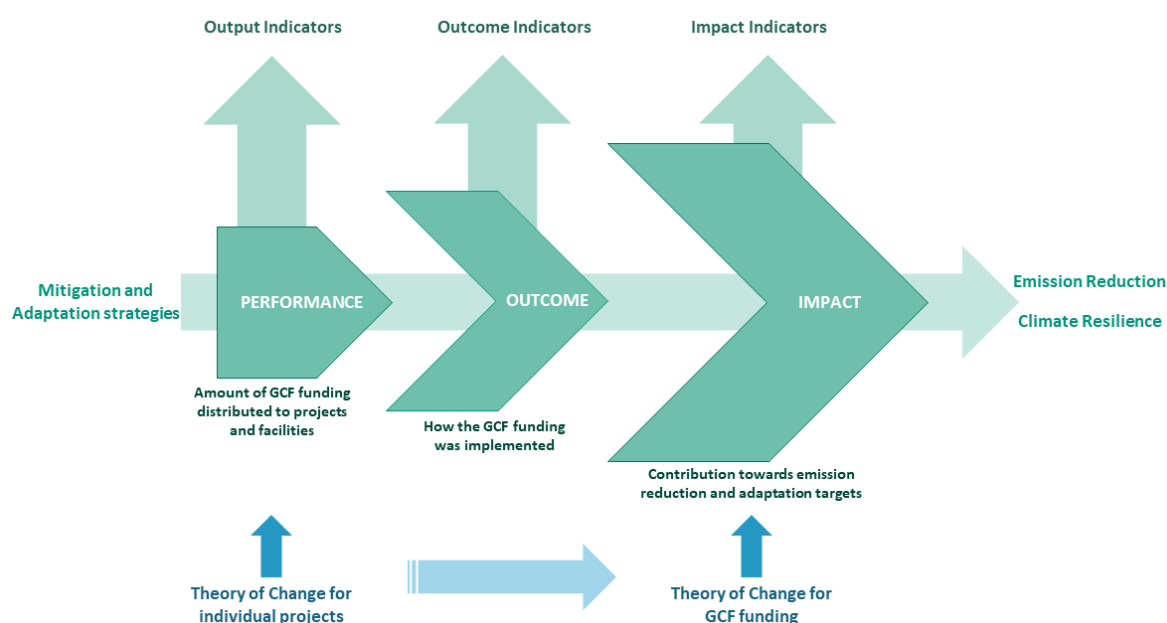 Output Indicators
Outcome Indicators
Impact Indicators
Mitigation and
Adaptation strategies
PERFORMANCE
OUTCOME
IMPACT
Emission Reduction
Climate Resilience
Amount of GCF funding
distributed to projects
and facilities
How the GCF funding
was implemented
Contribution towards emission
reduction and adaptation targets
Theory of Change for
individual projects
Theory of Change for
GCF funding